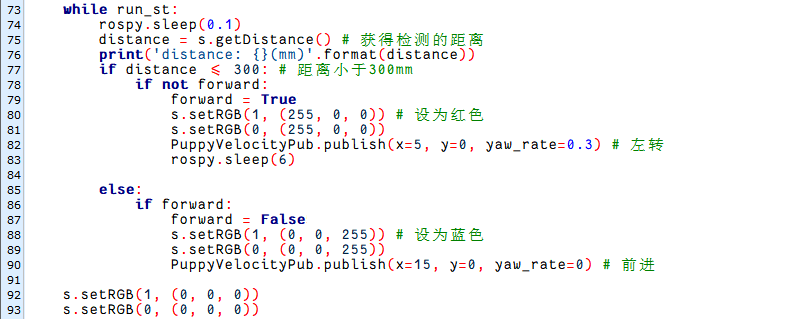 73 while run_st:
74 rospy.sleep(0.1)
75 distance = s.getDistance() # 获得检测的距离
76 print('distance: {}(mm)'.format(distance))
77 if distance ⩽ 300: # 距离小于300mm
78 if not forward:
79 forward = True
80 s.setRGB(1, (255, 0, 0)) # 设为红色
81 s.setRGB(0, (255, 0, 0))
82 PuppyVelocityPub.publish(x=5, y=0, yaw_rate=0.3) # 左转
83 rospy.sleep(6)
84
85 else:
86 if forward:
87 forward = False
88 s.setRGB(1, (0, 0, 255)) # 设为蓝色
89 s.setRGB(0, (0, 0, 255))
90 PuppyVelocityPub.publish(x=15, y=0, yaw_rate=0) # 前进
91
92 s.setRGB(1, (0, 0, 0))
93 s.setRGB(0, (0, 0, 0))